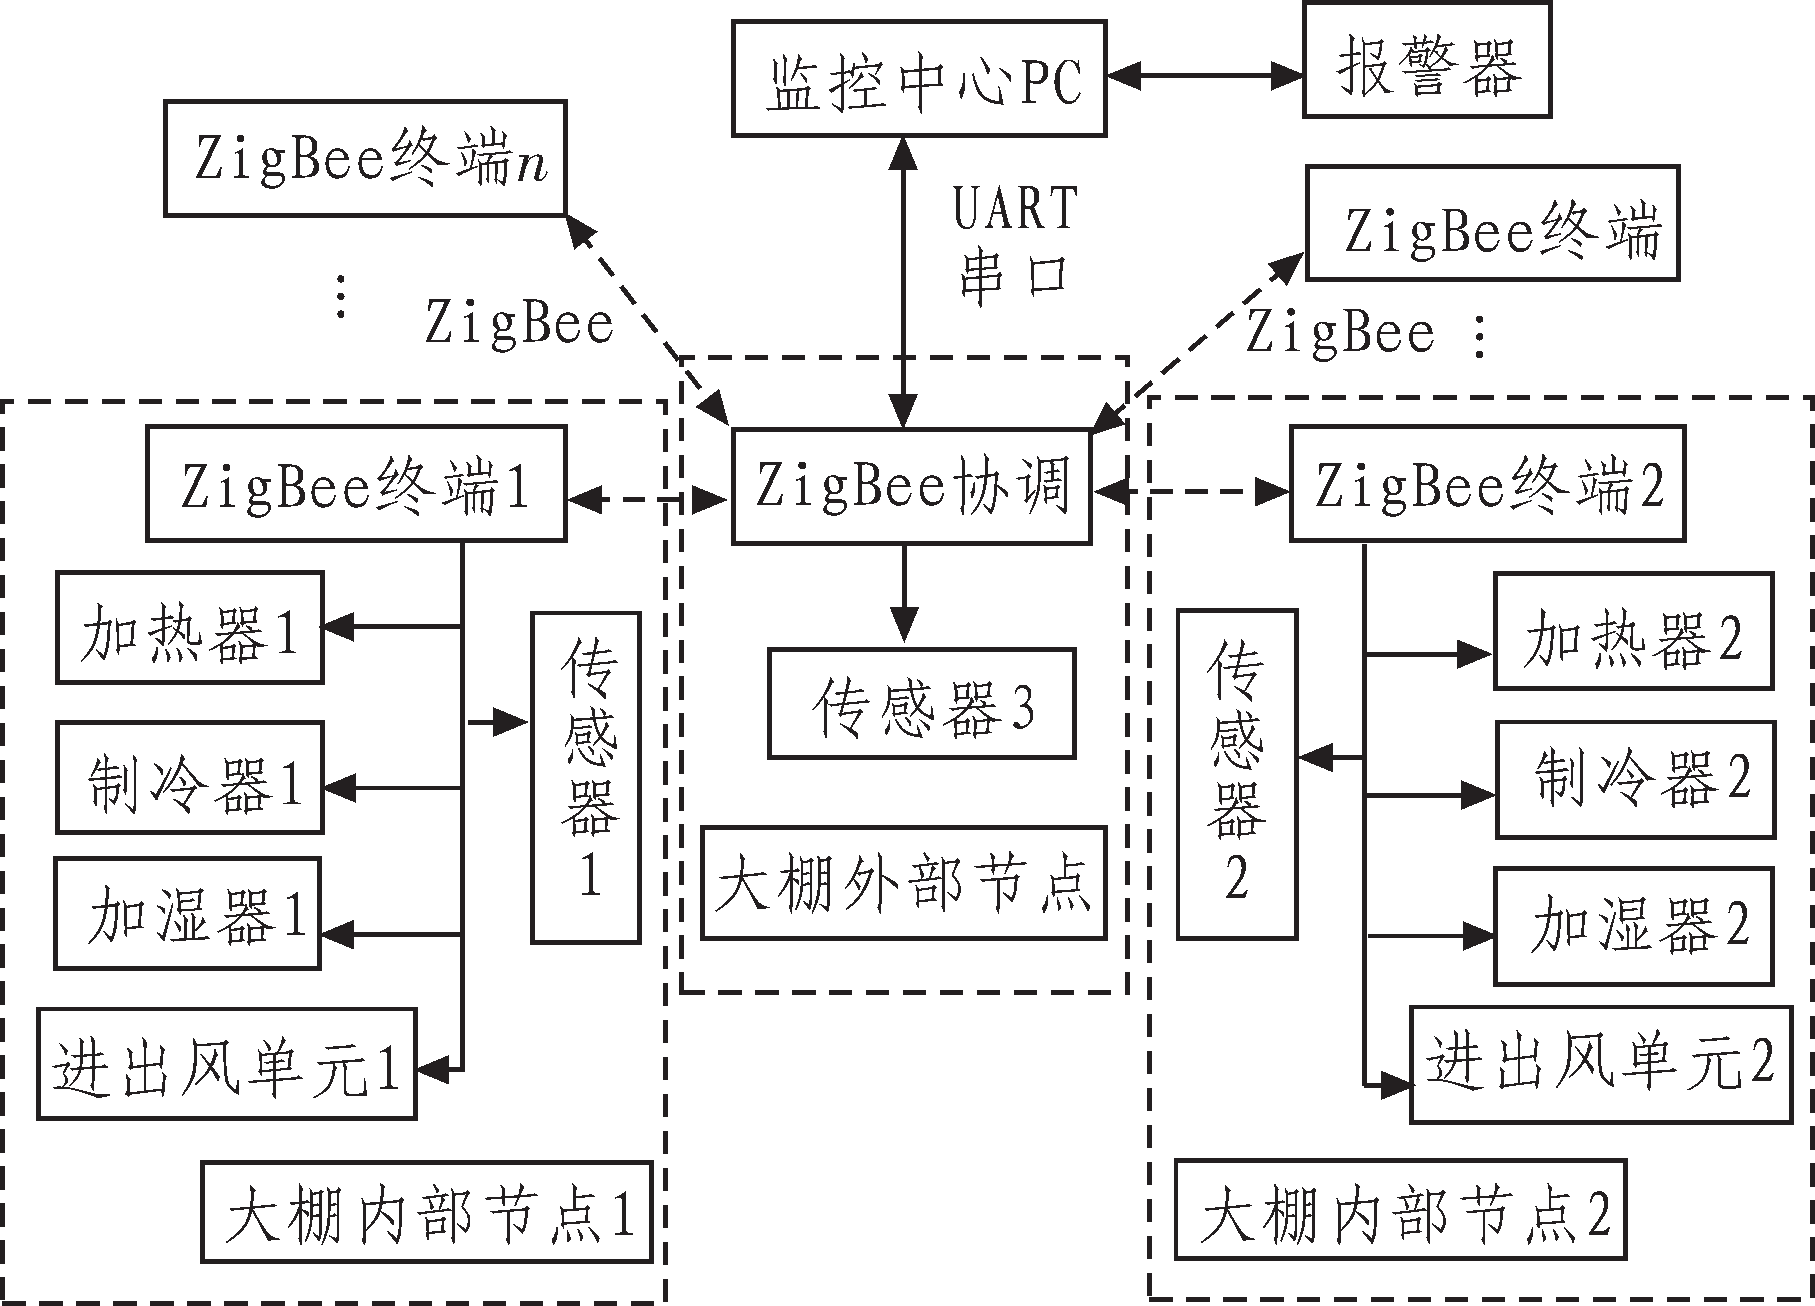 监控中心PC
报警器
ZigBee终端n
UART
串口
ZigBee终端
ZigBee
ZigBee
ZigBee终端1
ZigBee协调
ZigBee终端2
加热器1
制冷器1
加湿器1
进出风单元1
传感器1
大棚内部节点1
传感器3
大棚外部节点
传感器2
加热器2
制冷器2
加湿器2
进出风单元2
大棚内部节点2